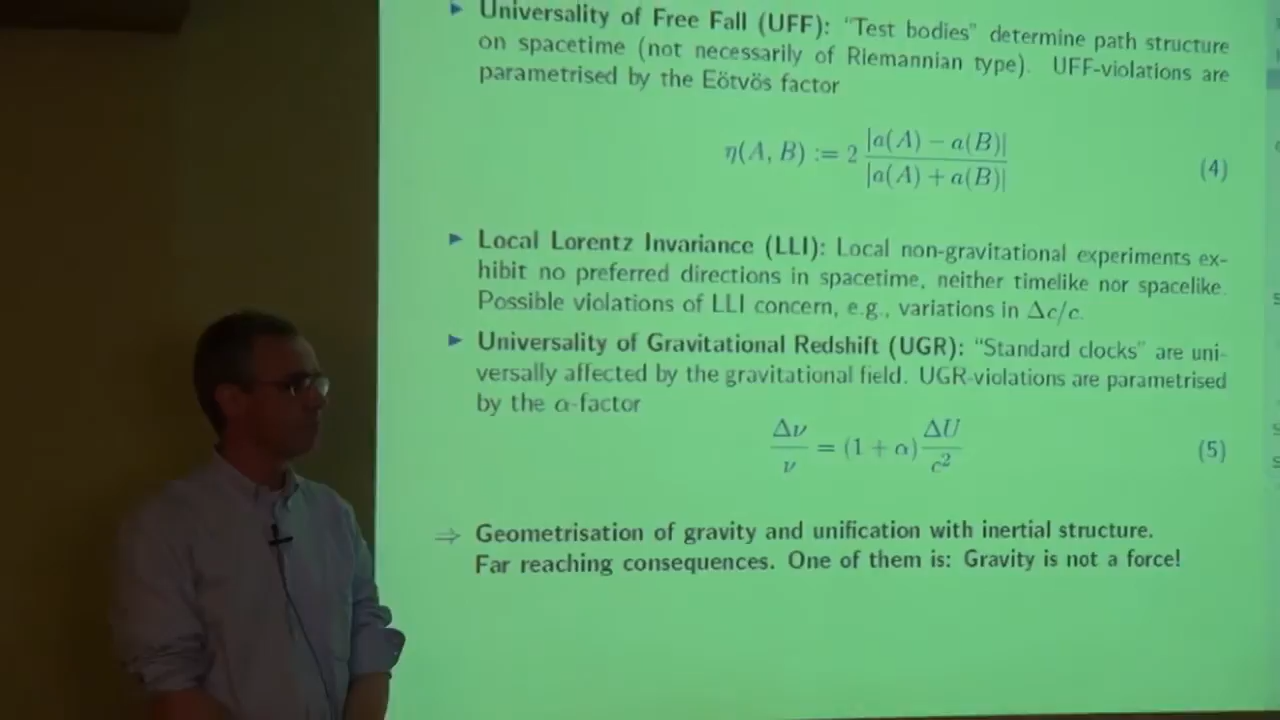 ► Universality of Free Fall (UFF): "Test bodies" determine path structure
on spacetime (not necessarily of Riemannian type). UFF-violations are
parametrised by the Eötvös factor
η(A, B) := 2 |a(A) − a(B)| / |a(A) + a(B)| (4)
► Local Lorentz Invariance (LLI): Local non-gravitational experiments ex-
hibit no preferred directions in spacetime, neither timelike nor spacelike.
Possible violations of LLI concern, e.g., variations in Δc/c.
► Universality of Gravitational Redshift (UGR): "Standard clocks" are uni-
versally affected by the gravitational field. UGR-violations are parametrised
by the α-factor
Δν/ν = (1 + α) ΔU/c² (5)
⇒ Geometrisation of gravity and unification with inertial structure.
Far reaching consequences. One of them is: Gravity is not a force!